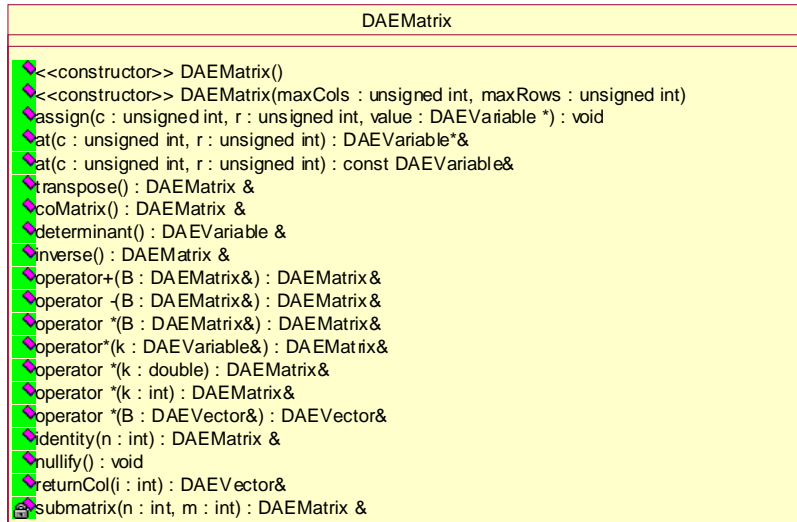 DAEMatrix
<<constructor>> DAEMatrix()
<<constructor>> DAEMatrix(maxCols : unsigned int, maxRows : unsigned int)
assign(c : unsigned int, r : unsigned int, value : DAEVariable *) : void
at(c : unsigned int, r : unsigned int) : DAEVariable*&
at(c : unsigned int, r : unsigned int) : const DAEVariable&
transpose() : DAEMatrix &
coMatrix() : DAEMatrix &
determinant() : DAEVariable &
inverse() : DAEMatrix &
operator+(B : DAEMatrix&) : DAEMatrix&
operator -(B : DAEMatrix&) : DAEMatrix&
operator *(B : DAEMatrix&) : DAEMatrix&
operator*(k : DAEVariable&) : DAEMatrix&
operator *(k : double) : DAEMatrix&
operator *(k : int) : DAEMatrix&
operator *(B : DAEVector&) : DAEVector&
identity(n : int) : DAEMatrix &
nullify() : void
returnCol(i : int) : DAEVector&
submatrix(n : int, m : int) : DAEMatrix &